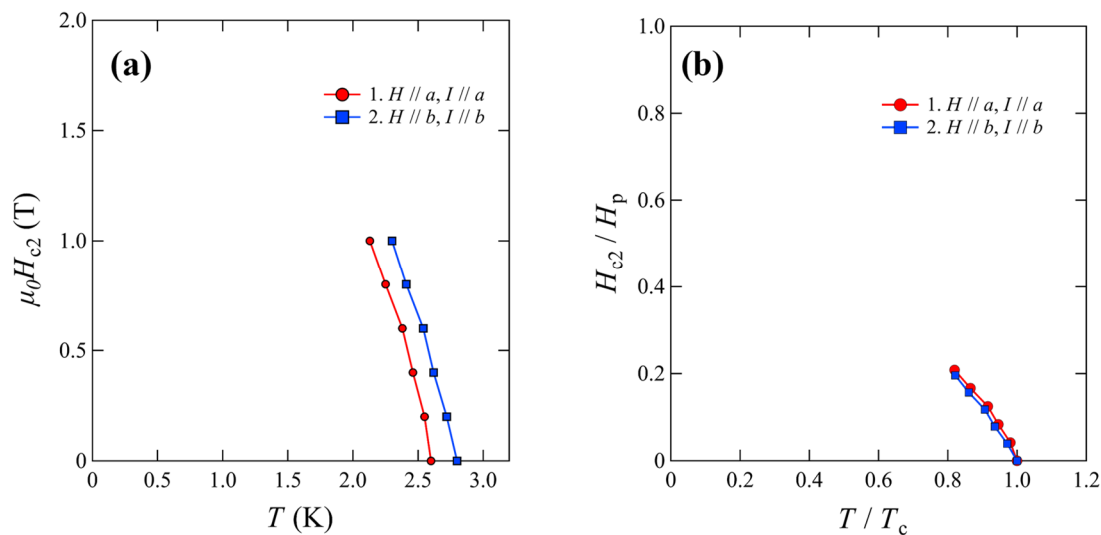 (a)
1. H // a, I // a
2. H // b, I // b
μ0Hc2 (T)
2.0
1.5
1.0
0.5
0
0 0.5 1.0 1.5 2.0 2.5 3.0
T (K)
(b)
1. H // a, I // a
2. H // b, I // b
Hc2 / Hp
1.0
0.8
0.6
0.4
0.2
0
0 0.2 0.4 0.6 0.8 1.0 1.2
T / Tc